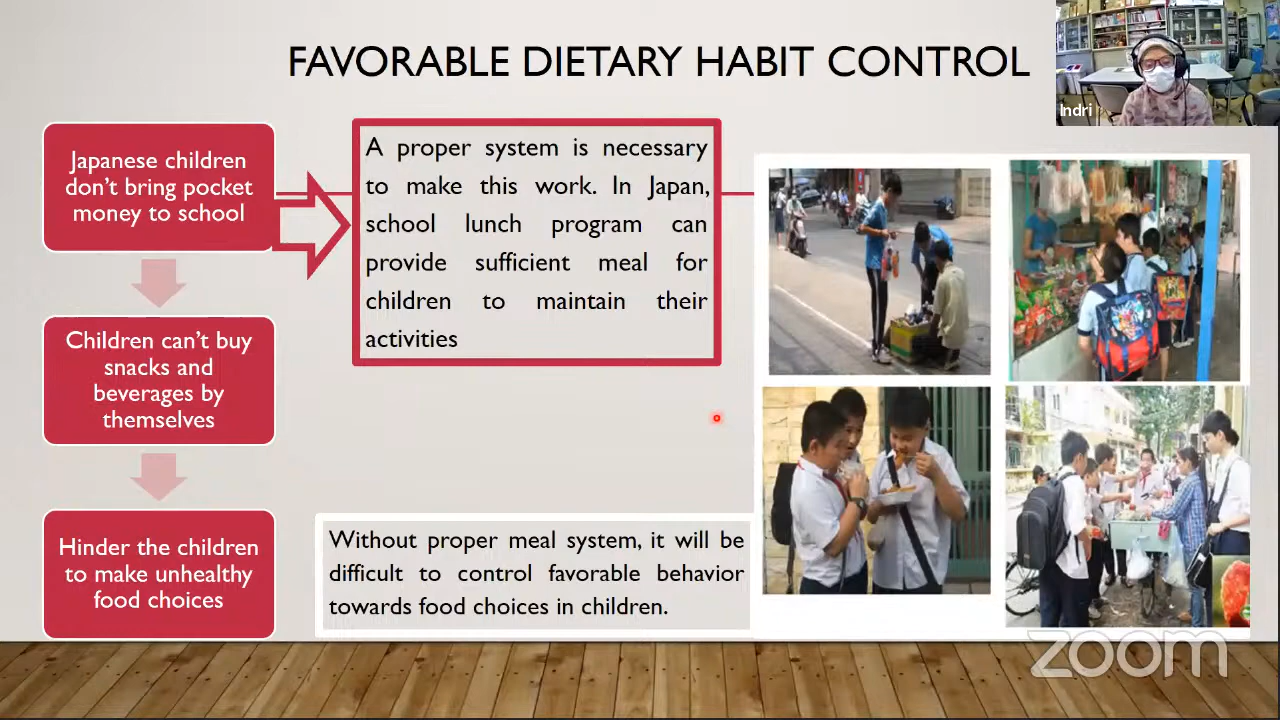 FAVORABLE DIETARY HABIT CONTROL
Indri
Japanese children
don't bring pocket
money to school
A proper system is necessary
to make this work. In Japan,
school lunch program can
provide sufficient meal for
children to maintain their
activities
Children can't buy
snacks and
beverages by
themselves
Hinder the children
to make unhealthy
food choices
Without proper meal system, it will be
difficult to control favorable behavior
towards food choices in children.
zoom